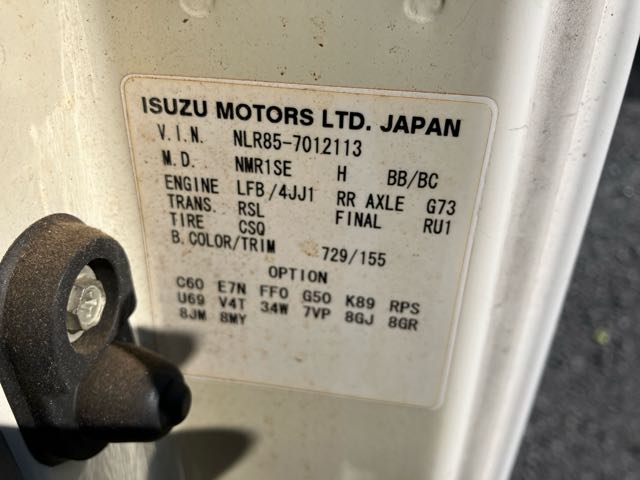 ISUZU MOTORS LTD. JAPAN
V.I.N. NLR85-7012113
M.D. NMR1SE H BB/BC
ENGINE LFB/4JJ1 RR AXLE G73
TRANS. RSL FINAL RU1
TIRE CSQ
B.COLOR/TRIM 729/155
OPTION
C60 E7N FF0 G50 K89 RPS
U69 V4T 34W 7VP 8GJ 8GR
8JM 8MY